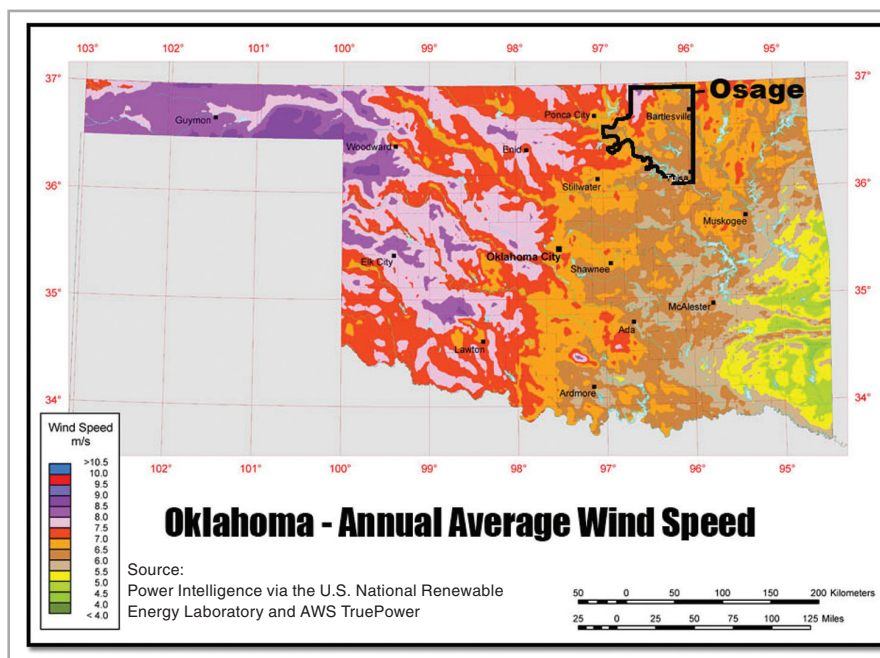 103° 102° 101° 100° 99° 98° 97° 96° 95°
37° 37°
Osage
Ponca City Bartlesville
Guymon
Woodward Enid
36° 36°
Stillwater
Muskogee
Elk City Oklahoma City
Shawnee
35° 35°
McAlester
Ada
Lawton
Ardmore
34° 34°
102° 101° 100° 99° 98° 97° 96° 95°
Wind Speed
m/s
>10.5
10.0
9.5
9.0
8.5
8.0
7.5
7.0
6.5
6.0
5.5
5.0
4.5
4.0
< 4.0
Oklahoma - Annual Average Wind Speed
Source:
Power Intelligence via the U.S. National Renewable
Energy Laboratory and AWS TruePower
50 0 50 100 150 200 Kilometers
25 0 25 50 75 100 125 Miles